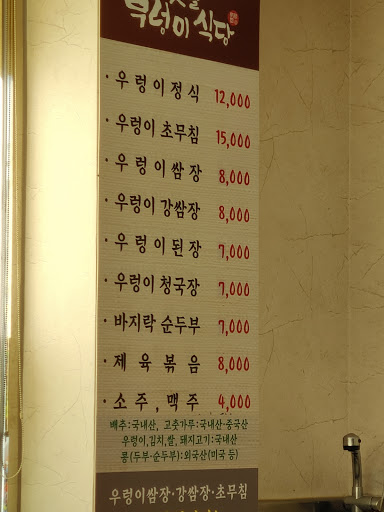 우렁이 식당
· 우렁이정식 12,000
· 우렁이 초무침 15,000
· 우렁이쌈장 8,000
· 우렁이 강쌈장 8,000
· 우렁이된장 7,000
· 우렁이 청국장 7,000
· 바지락 순두부 7,000
· 제육볶음 8,000
· 소주, 맥주 4,000
배추:국내산, 고춧가루:국내산·중국산
우렁이,김치,쌀, 돼지고기:국내산
콩(두부·순두부):외국산(미국 등)
우렁이쌈장·강쌈장·초무침